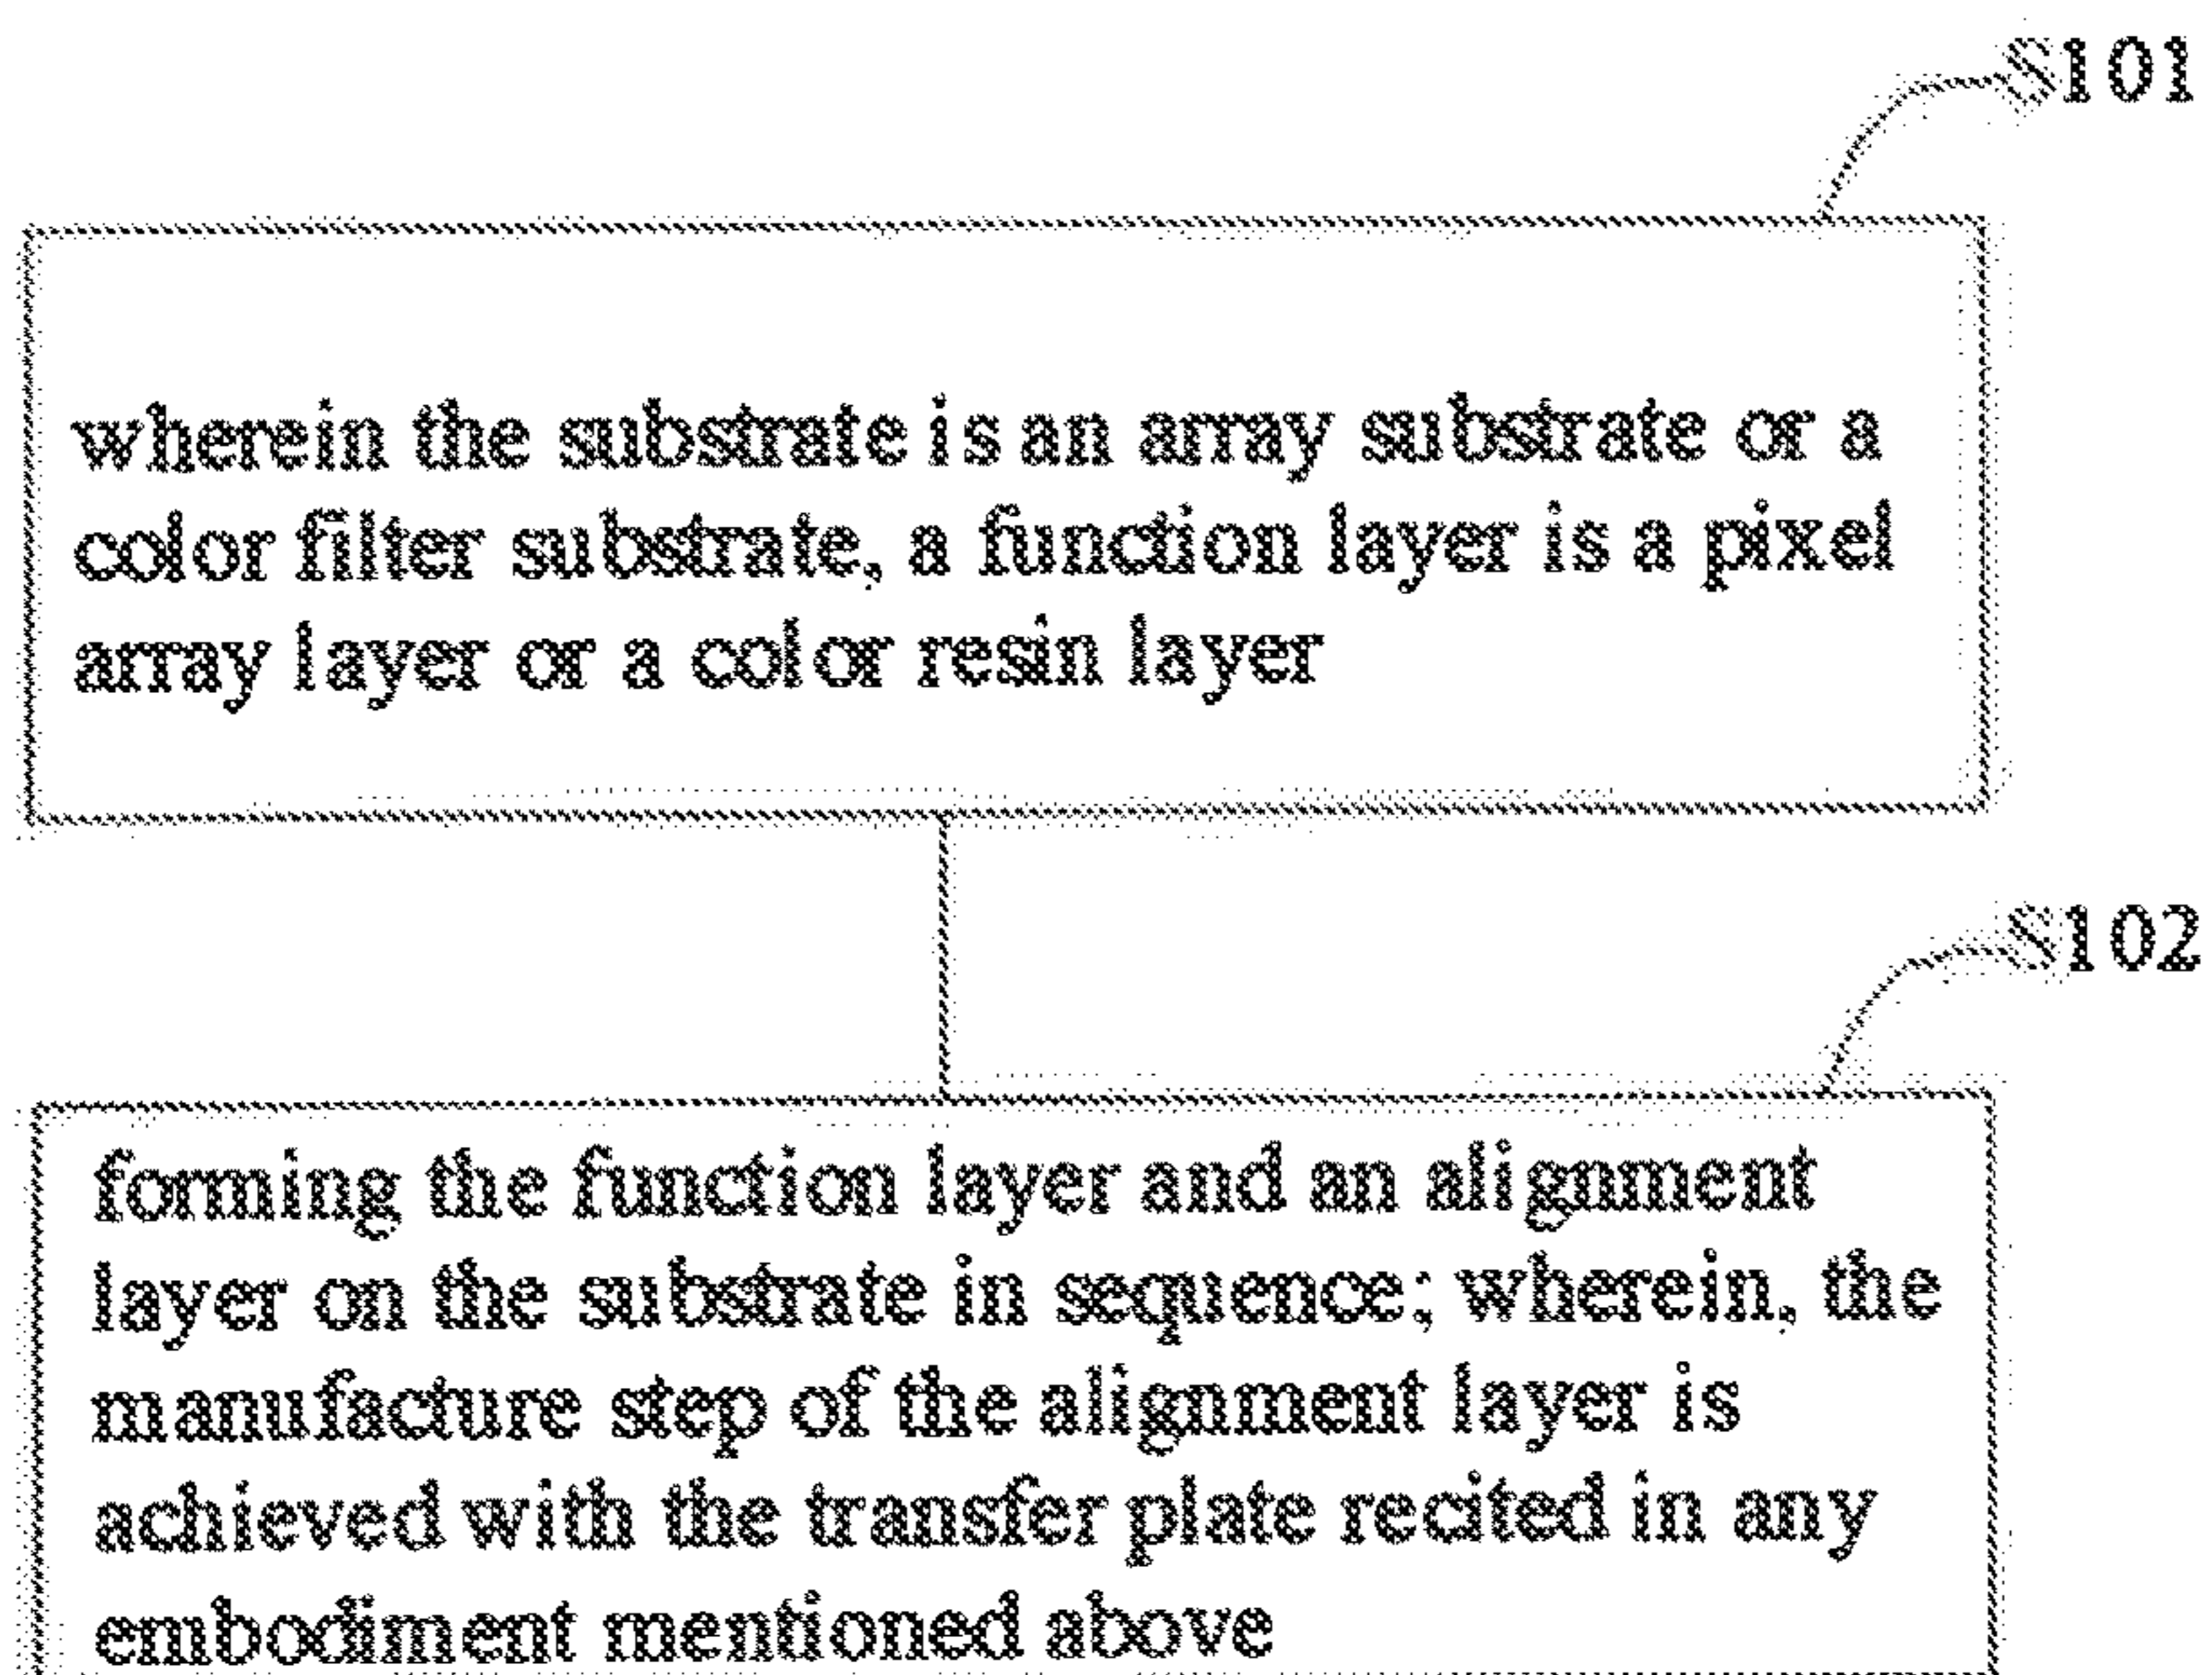 S101
wherein the substrate is an array substrate or a
color filter substrate, a function layer is a pixel
array layer or a color resin layer
S102
forming the function layer and an alignment
layer on the substrate in sequence; wherein, the
manufacture step of the alignment layer is
achieved with the transfer plate recited in any
embodiment mentioned above